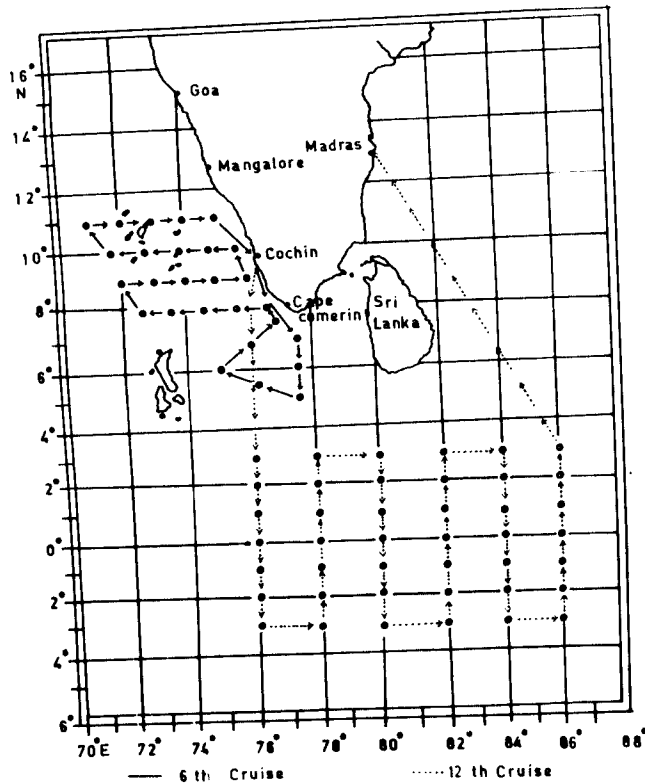 16°
N
Goa
14°
Madras
Mangalore
12°
10°
Cochin
8°
Cape
comerin
Sri
Lanka
6°
4°
2°
0°
2°
4°
6°
70°E 72° 74° 76° 78° 80° 82° 84° 86° 88°
6 th Cruise
12 th Cruise